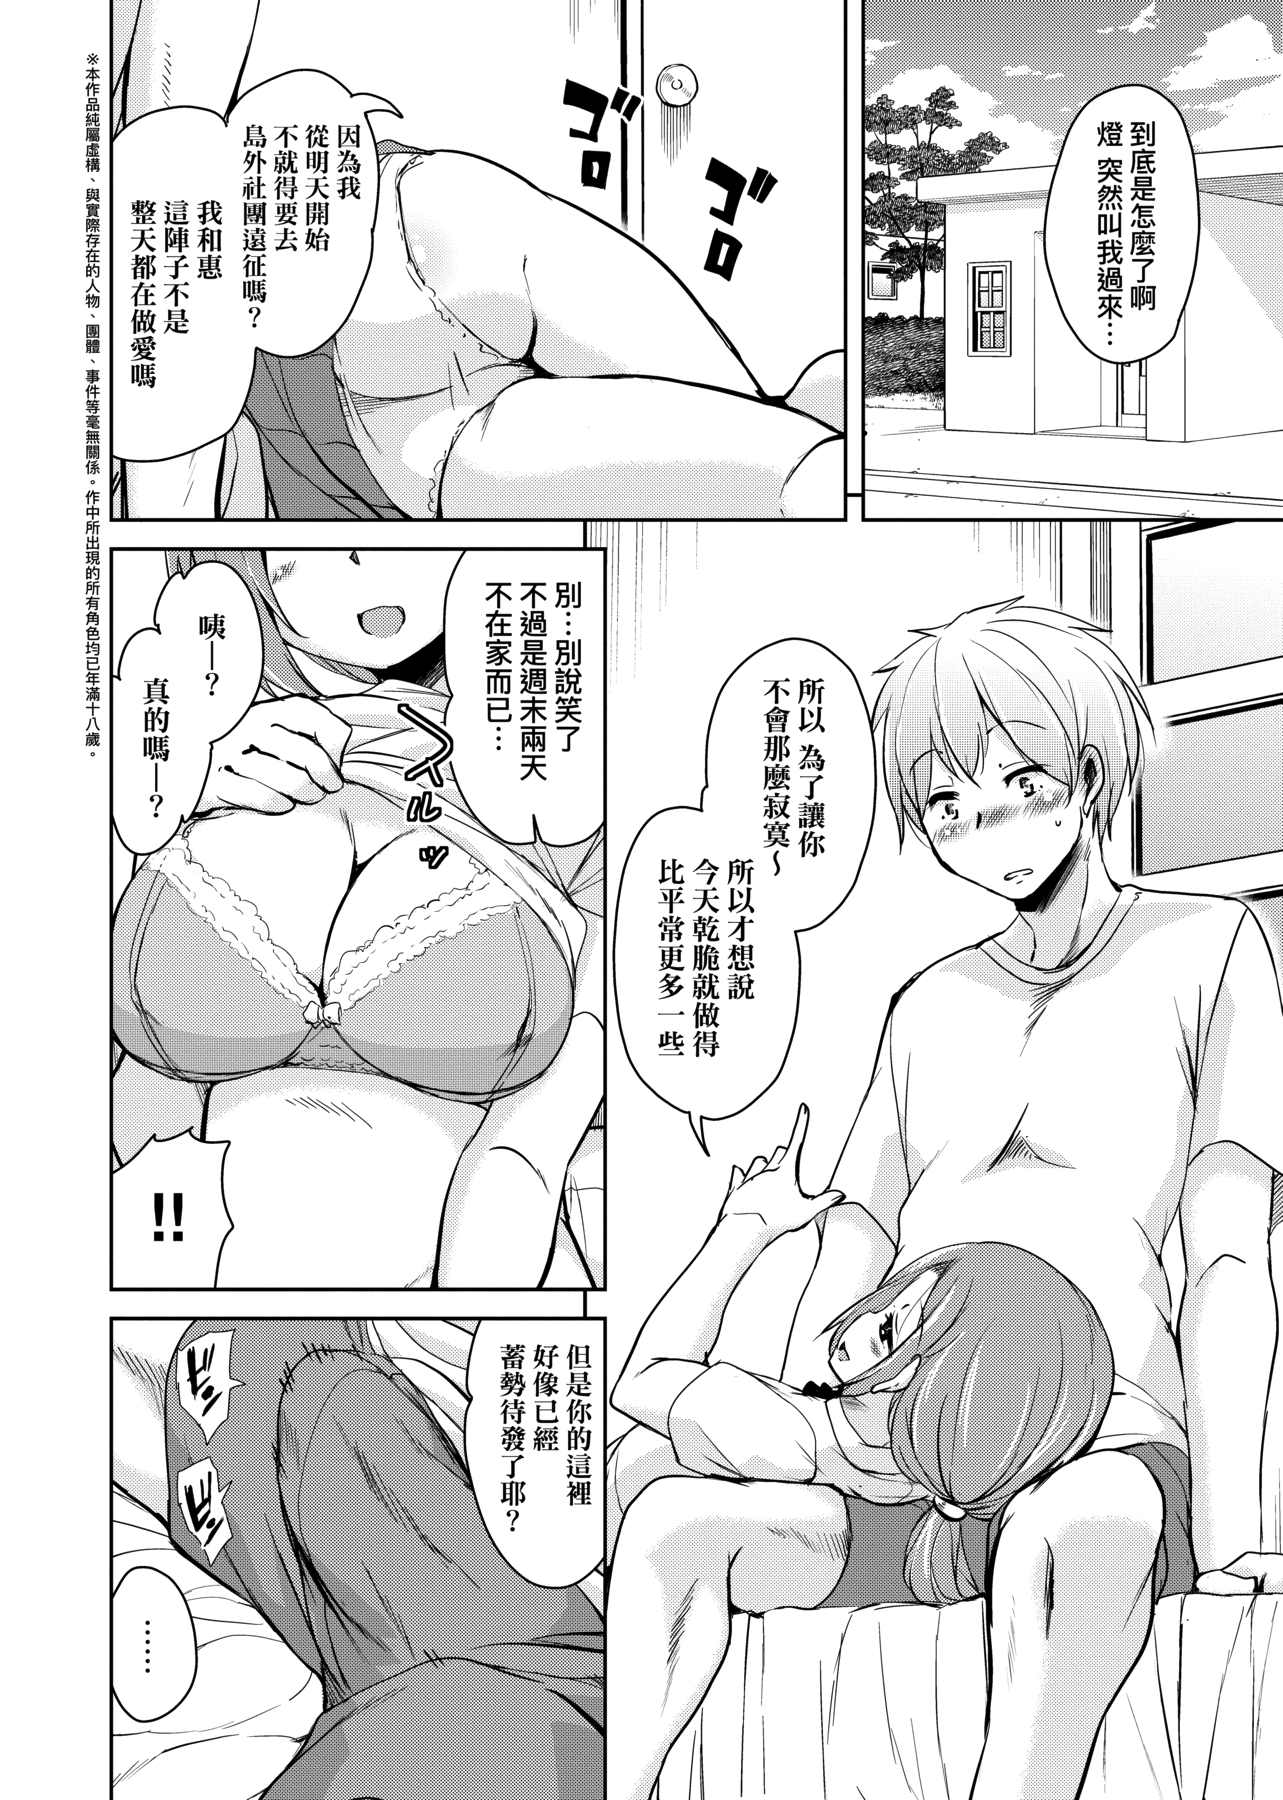 到底是怎麼了啊
燈 突然叫我過來…
ゴロ
ゴロ
因為我
從明天開始
不就得要去
島外社團遠征嗎？
我和惠
這陣子不是
整天都在做愛嗎
所以 為了讓你
不會那麼寂寞～
所以才想說
今天乾脆就做得
比平常更多一些
別…別說笑了
不過是週末兩天
不在家而已…
咦—？
真的嗎—？
クルッ
!!
但是你的這裡
好像已經
蓄勢待發了耶？
ドキ
ドキ
……
※本作品純屬虛構、與實際存在的人物、團體、事件等毫無關係。作中所出現的所有角色均已年滿十八歲。